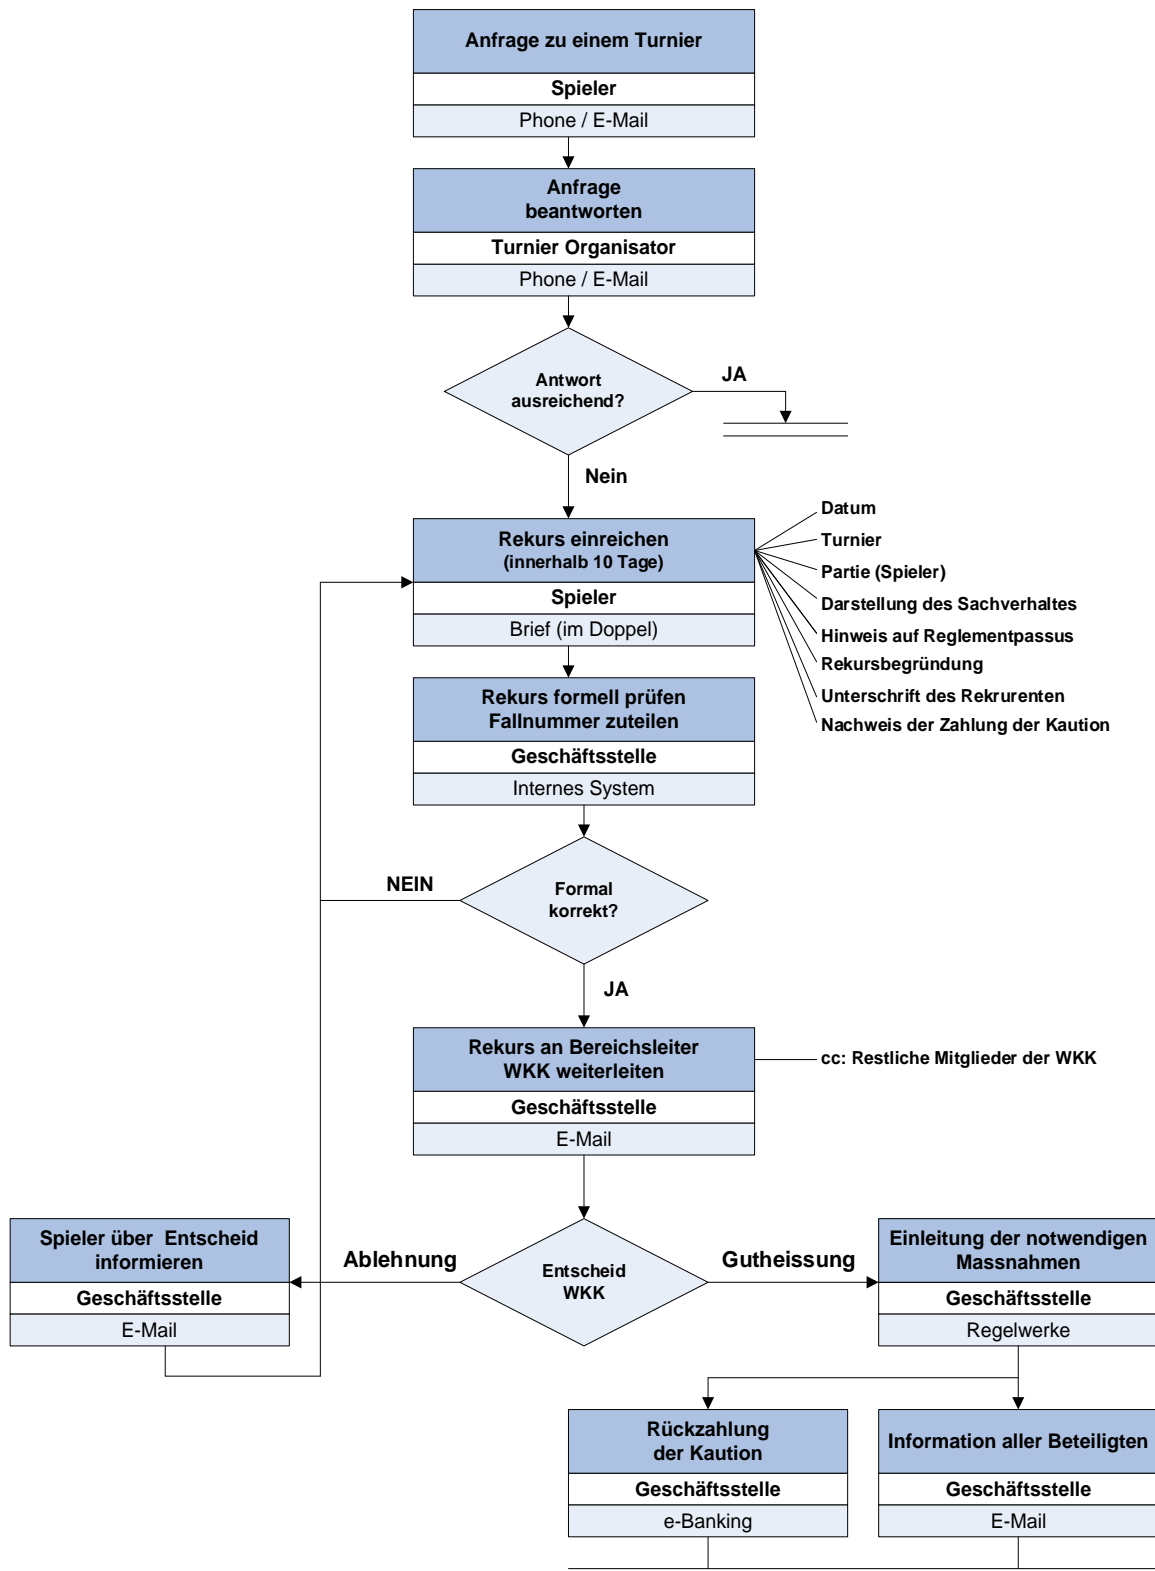 Anfrage zu einem Turnier
Spieler
Phone / E-Mail
Anfrage
beantworten
Turnier Organisator
Phone / E-Mail
Antwort
ausreichend?
JA
Nein
Rekurs einreichen
(innerhalb 10 Tage)
Spieler
Brief (im Doppel)
Datum
Turnier
Partie (Spieler)
Darstellung des Sachverhaltes
Hinweis auf Reglementpassus
Rekursbegründung
Unterschrift des Rekrurenten
Nachweis der Zahlung der Kaution
Rekurs formell prüfen
Fallnummer zuteilen
Geschäftsstelle
Internes System
NEIN
Formal
korrekt?
JA
Rekurs an Bereichsleiter
WKK weiterleiten
Geschäftsstelle
E-Mail
cc: Restliche Mitglieder der WKK
Spieler über Entscheid
informieren
Geschäftsstelle
E-Mail
Ablehnung
Entscheid
WKK
Gutheissung
Einleitung der notwendigen
Massnahmen
Geschäftsstelle
Regelwerke
Rückzahlung
der Kaution
Geschäftsstelle
e-Banking
Information aller Beteiligten
Geschäftsstelle
E-Mail